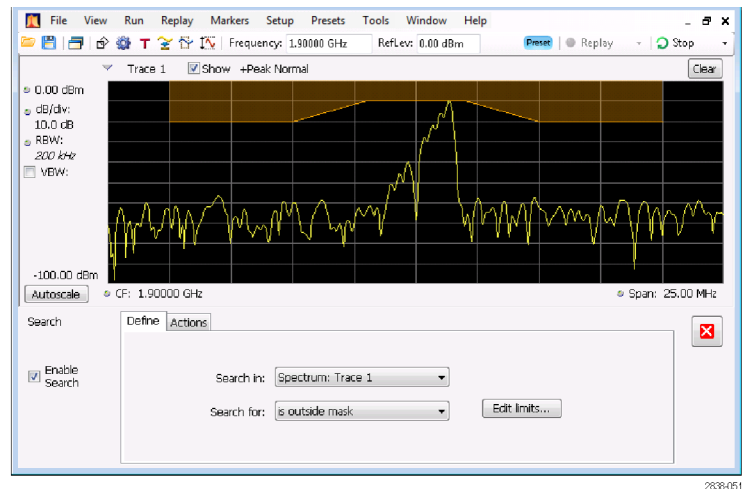 File View Run Replay Markers Setup Presets Tools Window Help
T Frequency: 1.90000 GHz RefLev: 0.00 dBm Preset Replay Stop
Trace 1 Show +Peak Normal Clear
0.00 dBm
dB/div:
10.0 dB
RBW:
200 kHz
VBW:
-100.00 dBm
Autoscale CF: 1.90000 GHz Span: 25.00 MHz
Search Define Actions
Enable
Search
Search in: Spectrum: Trace 1
Search for: is outside mask Edit limits...
2838-051